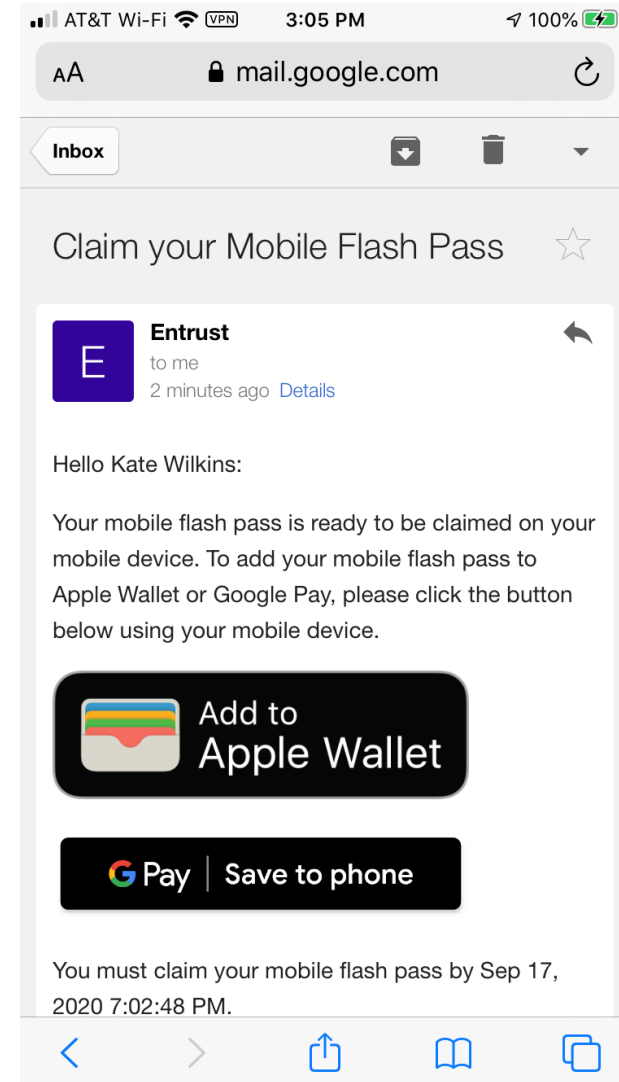 AT&T Wi-Fi VPN 3:05 PM 100%
AA mail.google.com
Inbox
Claim your Mobile Flash Pass
E
Entrust
to me
2 minutes ago Details
Hello Kate Wilkins:
Your mobile flash pass is ready to be claimed on your
mobile device. To add your mobile flash pass to
Apple Wallet or Google Pay, please click the button
below using your mobile device.
Add to
Apple Wallet
G Pay | Save to phone
You must claim your mobile flash pass by Sep 17,
2020 7:02:48 PM.